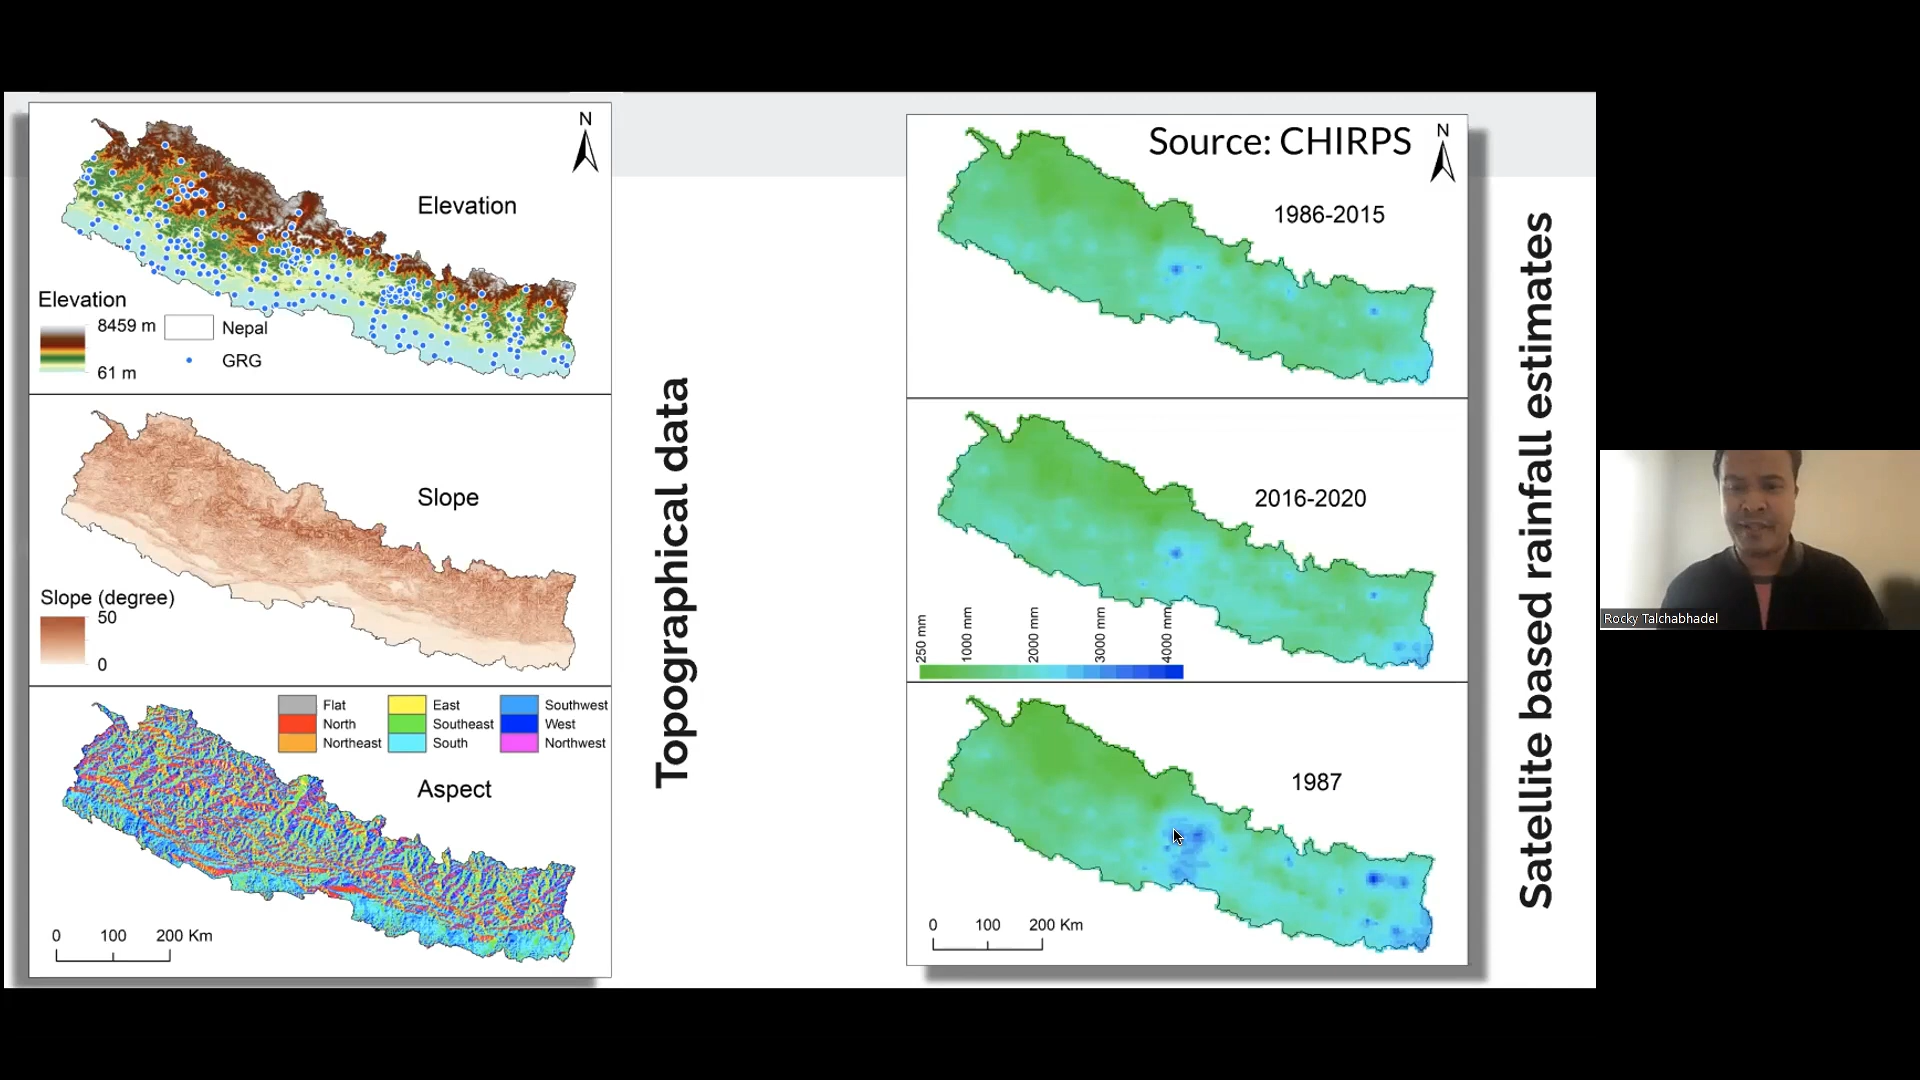 N
Elevation
Elevation
8459 m
61 m
Nepal
GRG
Slope
Slope (degree)
50
0
Flat
North
Northeast
East
Southeast
South
Southwest
West
Northwest
Aspect
0 100 200 Km
Topographical data
Source: CHIRPS
N
1986-2015
2016-2020
250 mm
1000 mm
2000 mm
3000 mm
4000 mm
1987
0 100 200 Km
Satellite based rainfall estimates
Rocky Talchabhadel